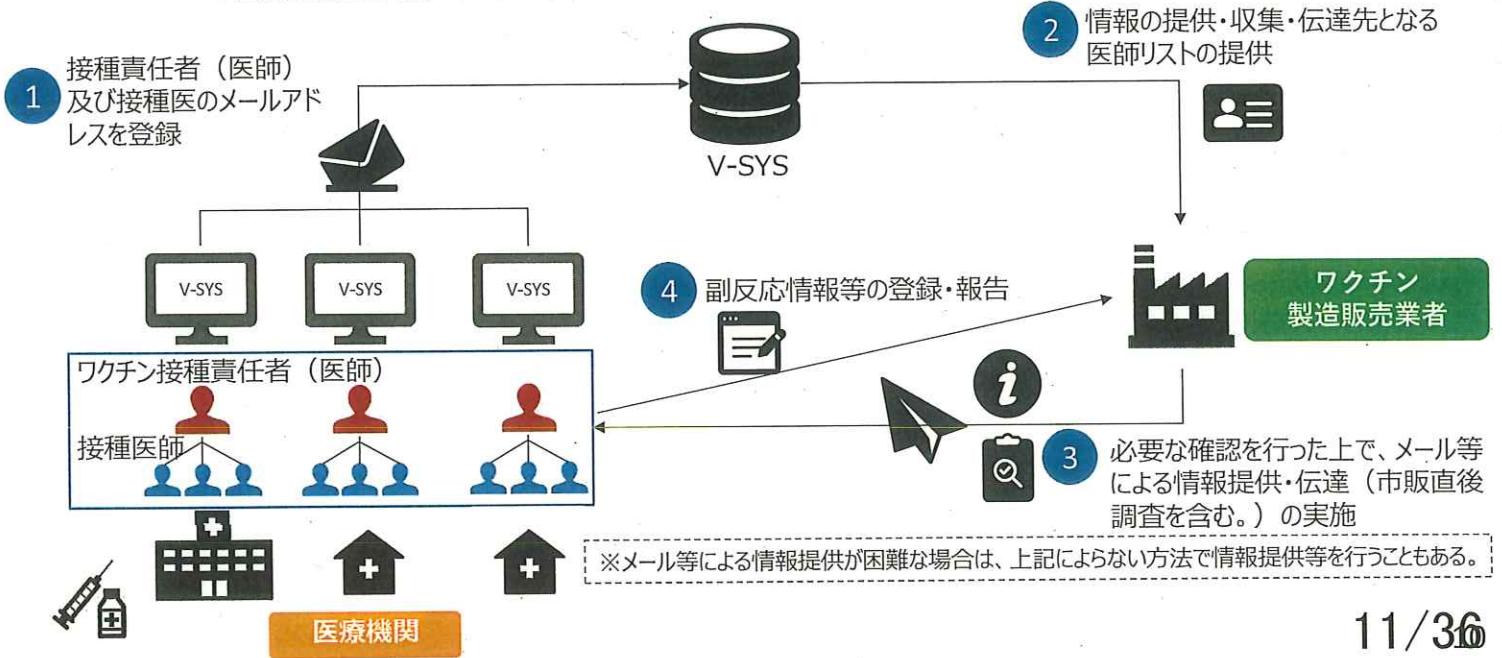 1
接種責任者（医師）
及び接種医のメールアド
レスを登録
V-SYS
2
情報の提供・収集・伝達先となる
医師リストの提供
V-SYS
V-SYS
V-SYS
4
副反応情報等の登録・報告
ワクチン
製造販売業者
ワクチン接種責任者（医師）
接種医師
3
必要な確認を行った上で、メール等
による情報提供・伝達（市販直後
調査を含む。）の実施
※メール等による情報提供が困難な場合は、上記によらない方法で情報提供等を行うこともある。
医療機関
11/36